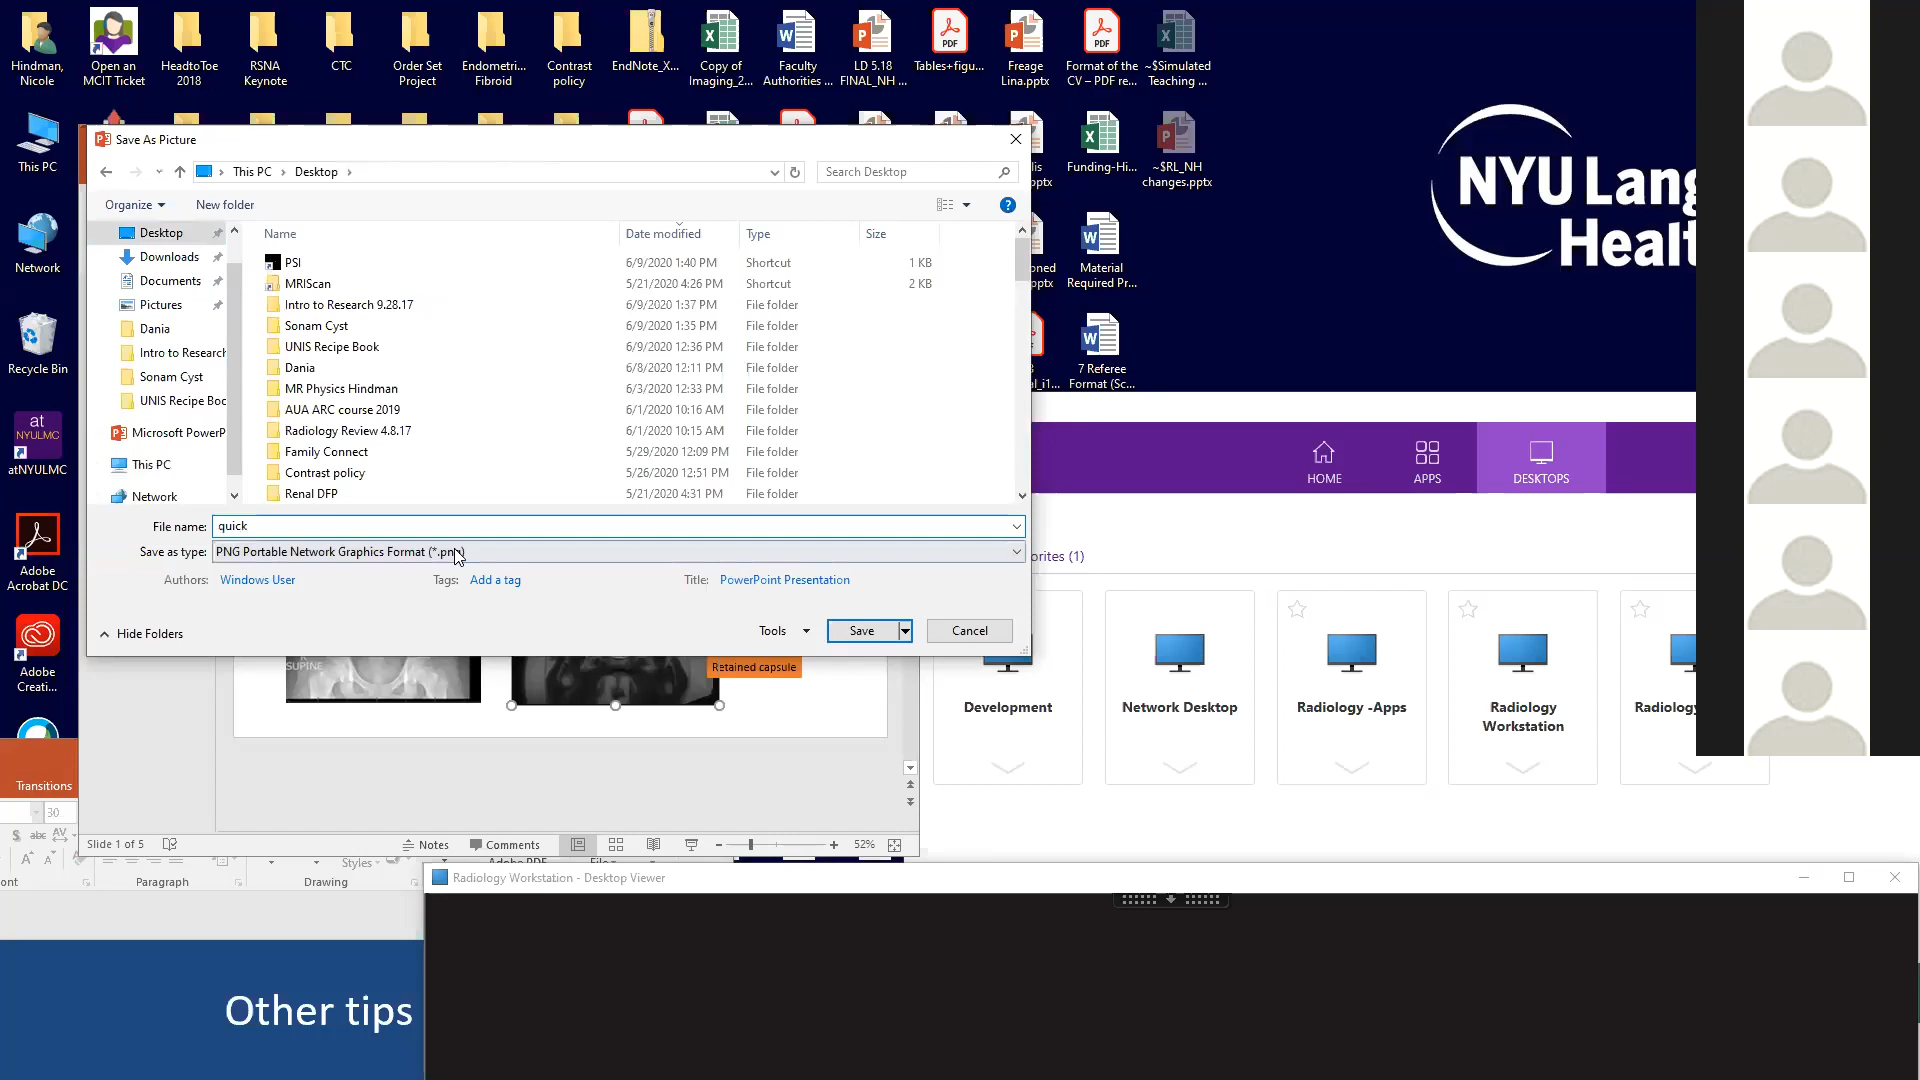 Hindman,
Nicole
Open an
MCIT Ticket
HeadtoToe
2018
RSNA
Keynote
CTC
Order Set
Project
Endometri...
Fibroid
Contrast
policy
EndNote_X...
Copy of
Imaging_2...
Faculty
Authorities ...
LD 5.18
FINAL_NH ...
Tables+figu...
Freage
Lina.pptx
PDF
Format of the
CV – PDF re...
~$Simulated
Teaching ...
This PC
Network
Recycle Bin
at
NYULMC
atNYULMC
Adobe
Acrobat DC
Adobe
Creati...
Funding-Hi...
~$RL_NH
changes.pptx
Material
Required Pr...
7 Referee
Format (Sc...
NYU Lang
Healt
Save As Picture
This PC
Desktop
Search Desktop
Organize
New folder
Desktop
Downloads
Documents
Pictures
Dania
Intro to Research
Sonam Cyst
UNIS Recipe Boo
Microsoft PowerP
This PC
Network
Name Date modified Type Size
PSI 6/9/2020 1:40 PM Shortcut 1 KB
MRIScan 5/21/2020 4:26 PM Shortcut 2 KB
Intro to Research 9.28.17 6/9/2020 1:37 PM File folder
Sonam Cyst 6/9/2020 1:35 PM File folder
UNIS Recipe Book 6/9/2020 12:36 PM File folder
Dania 6/8/2020 12:11 PM File folder
MR Physics Hindman 6/3/2020 12:33 PM File folder
AUA ARC course 2019 6/1/2020 10:16 AM File folder
Radiology Review 4.8.17 6/1/2020 10:15 AM File folder
Family Connect 5/29/2020 12:09 PM File folder
Contrast policy 5/26/2020 12:51 PM File folder
Renal DFP 5/21/2020 4:31 PM File folder
File name: quick
Save as type: PNG Portable Network Graphics Format (*.png)
Authors: Windows User Tags: Add a tag Title: PowerPoint Presentation
Hide Folders
Tools Save Cancel
SUPINE
Retained capsule
HOME
APPS
DESKTOPS
orites (1)
Development
Network Desktop
Radiology -Apps
Radiology
Workstation
Radiology
Transitions
30
Slide 1 of 5
Notes
Comments
52%
Styles
Adobe PDF
ont
Paragraph
Drawing
Radiology Workstation - Desktop Viewer
Other tips